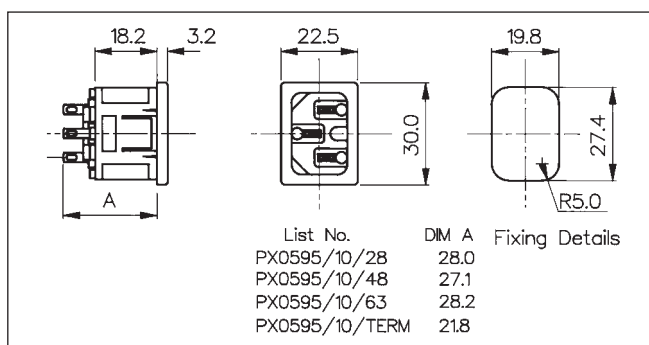 18.2 3.2 22.5 19.8
30.0
27.4
A
R5.0
List No. DIM A Fixing Details
PX0595/10/28 28.0
PX0595/10/48 27.1
PX0595/10/63 28.2
PX0595/10/TERM 21.8